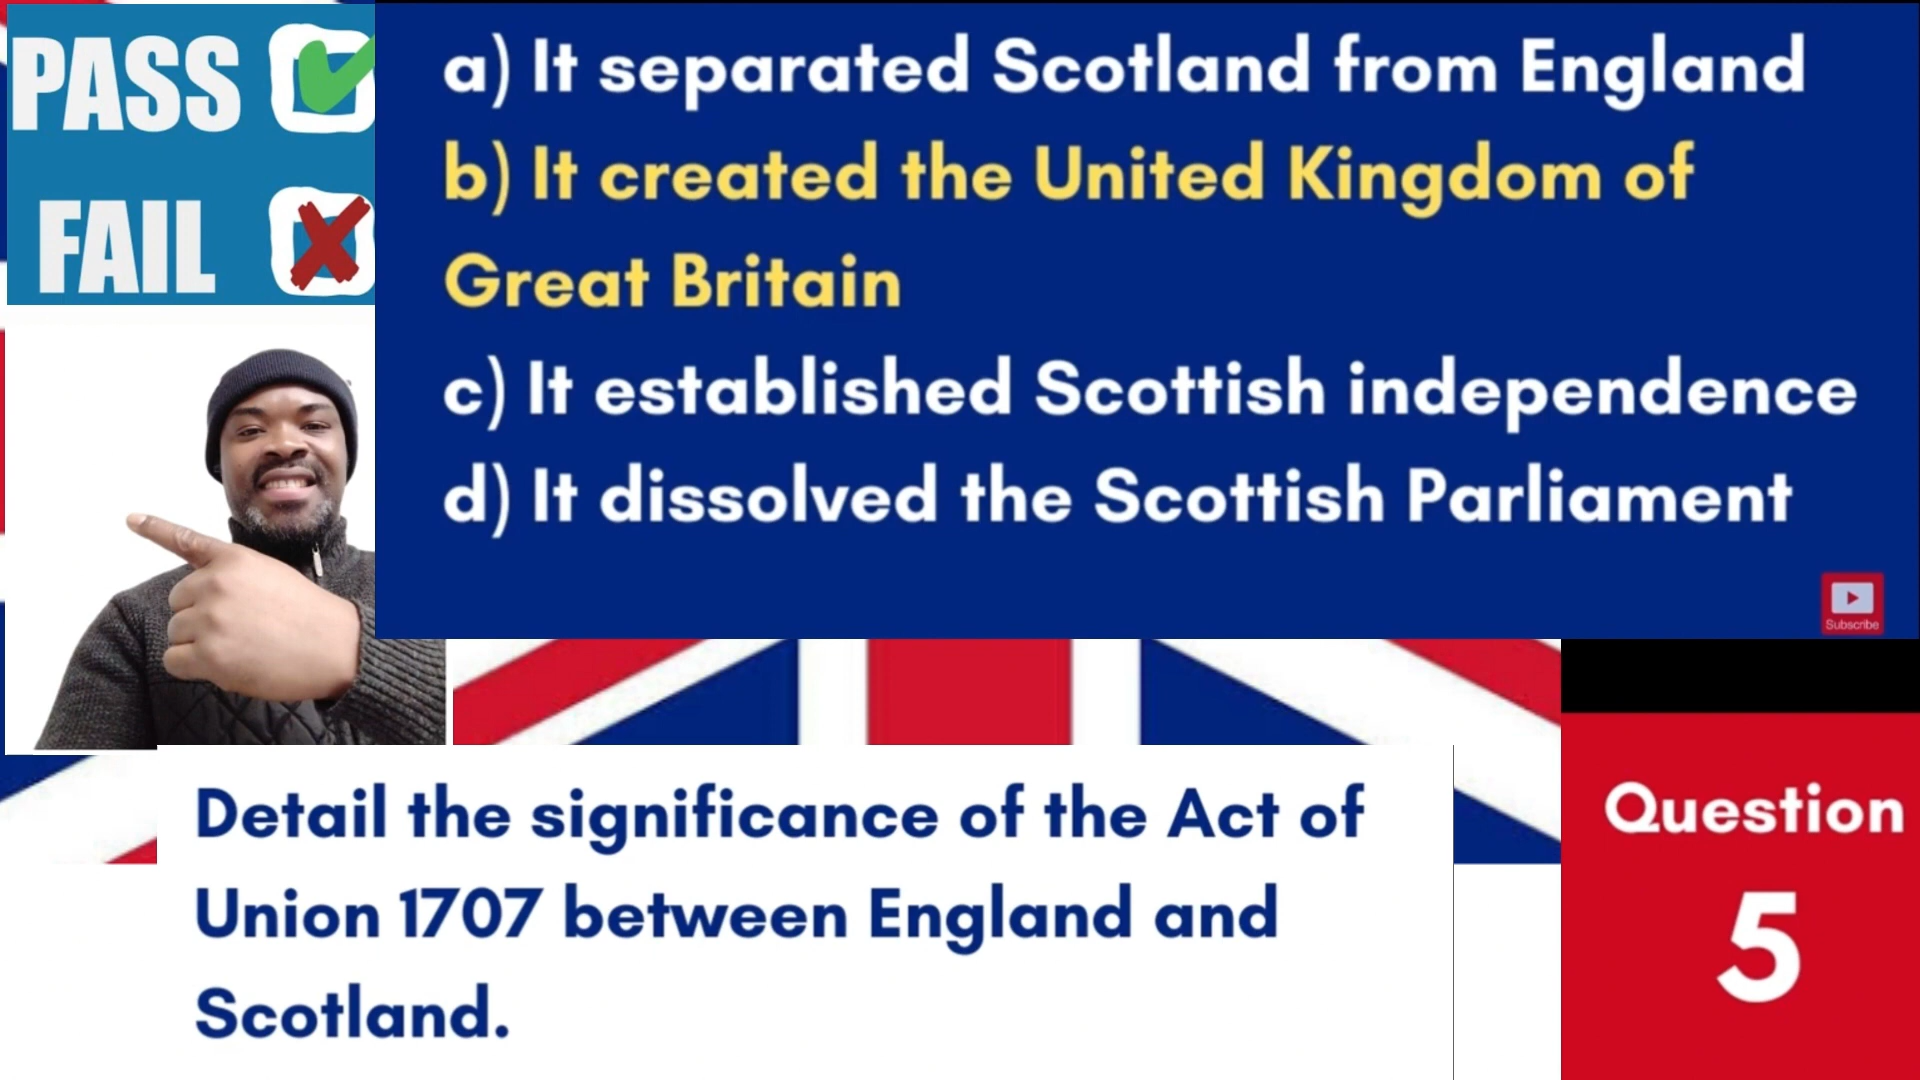 PASS
FAIL
a) It separated Scotland from England
b) It created the United Kingdom of
Great Britain
c) It established Scottish independence
d) It dissolved the Scottish Parliament
Subscribe
Detail the significance of the Act of
Union 1707 between England and
Scotland.
Question
5